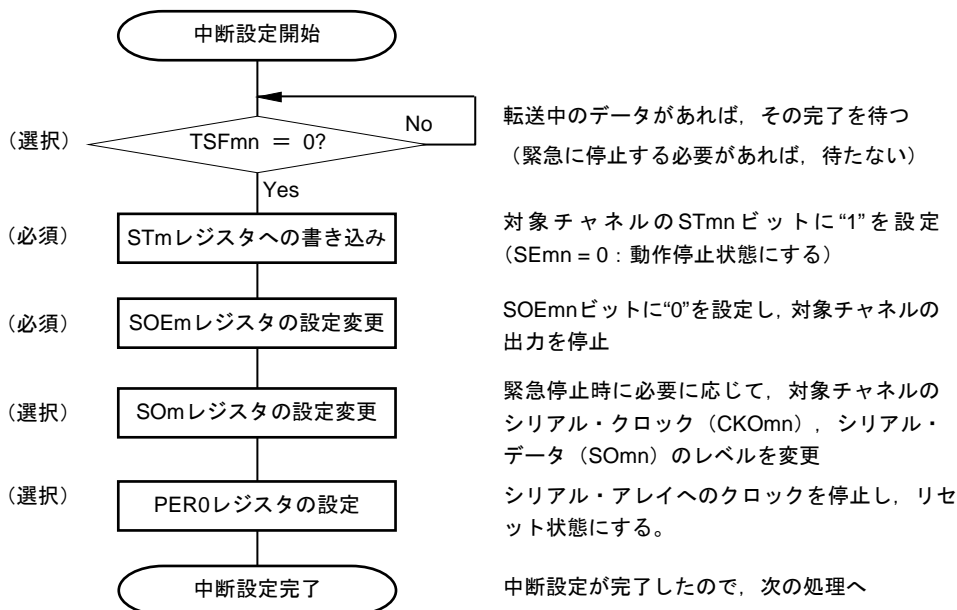 中断設定開始
(選択)
TSFmn = 0?
No
転送中のデータがあれば，その完了を待つ
（緊急に停止する必要があれば，待たない）
Yes
(必須)
STmレジスタへの書き込み
対象チャネルのSTmnビットに“1”を設定
（SEmn = 0：動作停止状態にする）
(必須)
SOEmレジスタの設定変更
SOEmnビットに“0”を設定し，対象チャネルの
出力を停止
(選択)
SOmレジスタの設定変更
緊急停止時に必要に応じて，対象チャネルの
シリアル・クロック（CKOmn），シリアル・
データ（SOmn）のレベルを変更
(選択)
PER0レジスタの設定
シリアル・アレイへのクロックを停止し，リセ
ット状態にする。
中断設定完了
中断設定が完了したので，次の処理へ